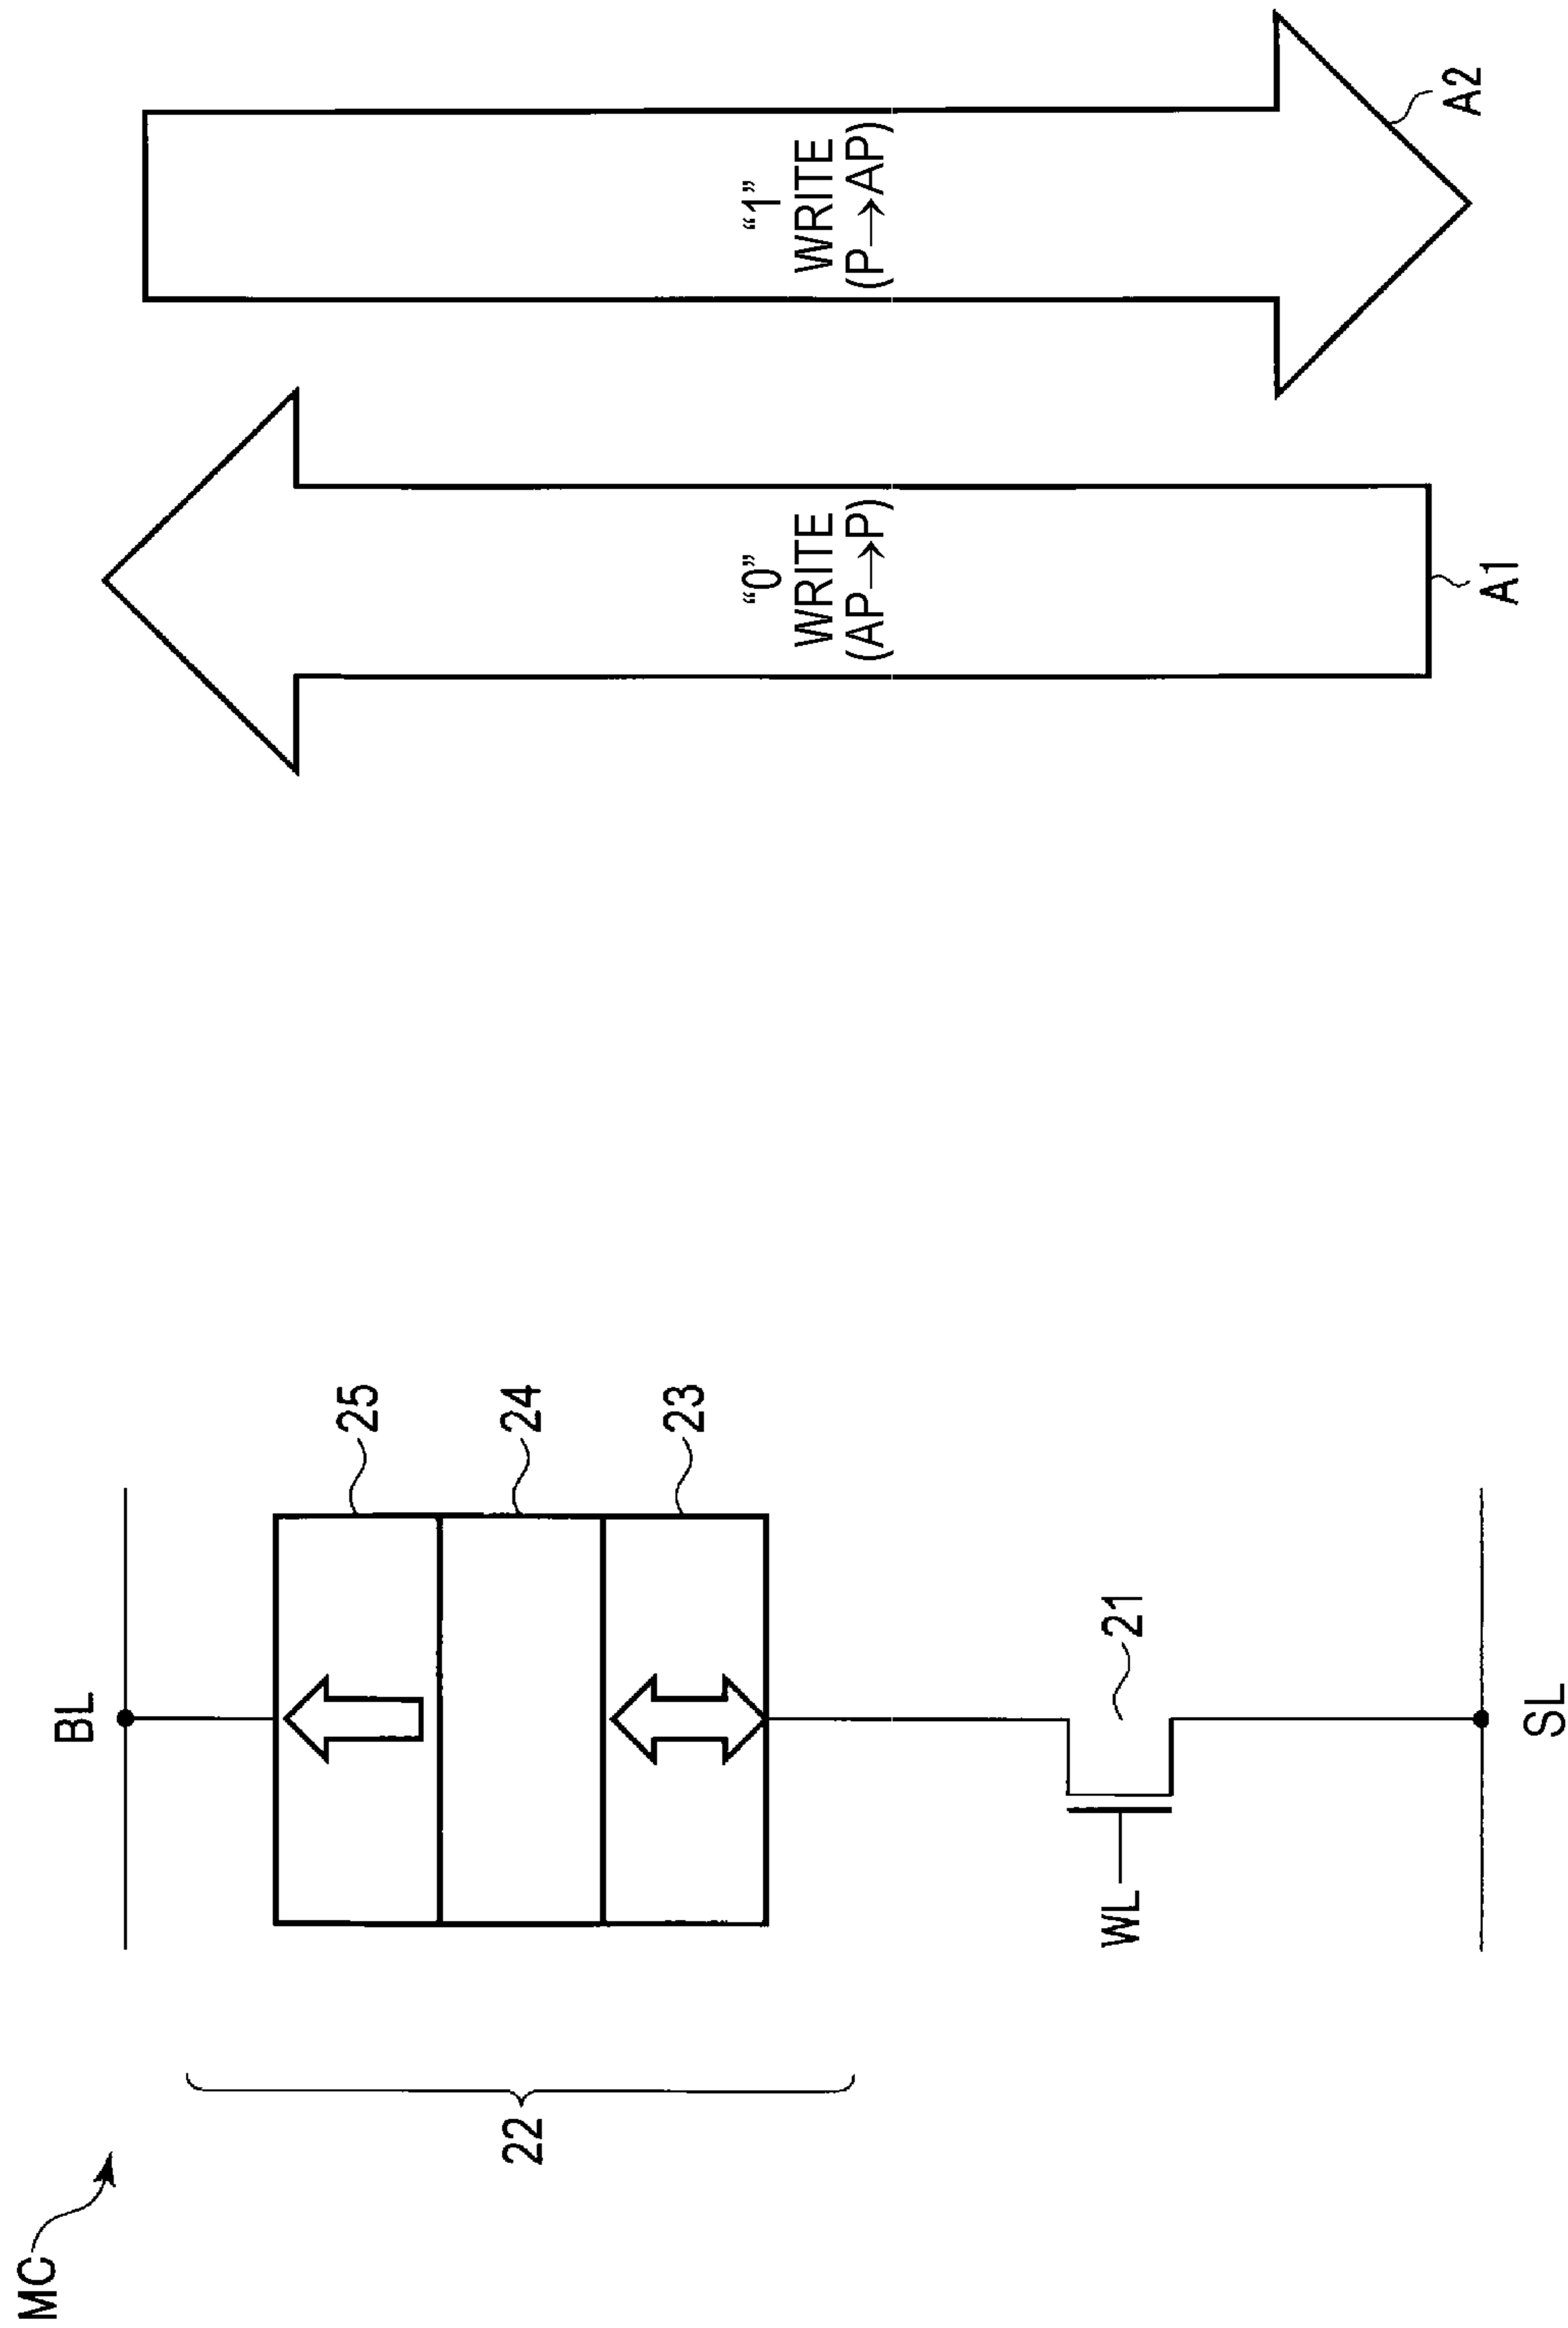 MC
BL
22
25
24
23
WL
21
SL
“0”
WRITE
(AP→P)
A1
“1”
WRITE
(P→AP)
A2